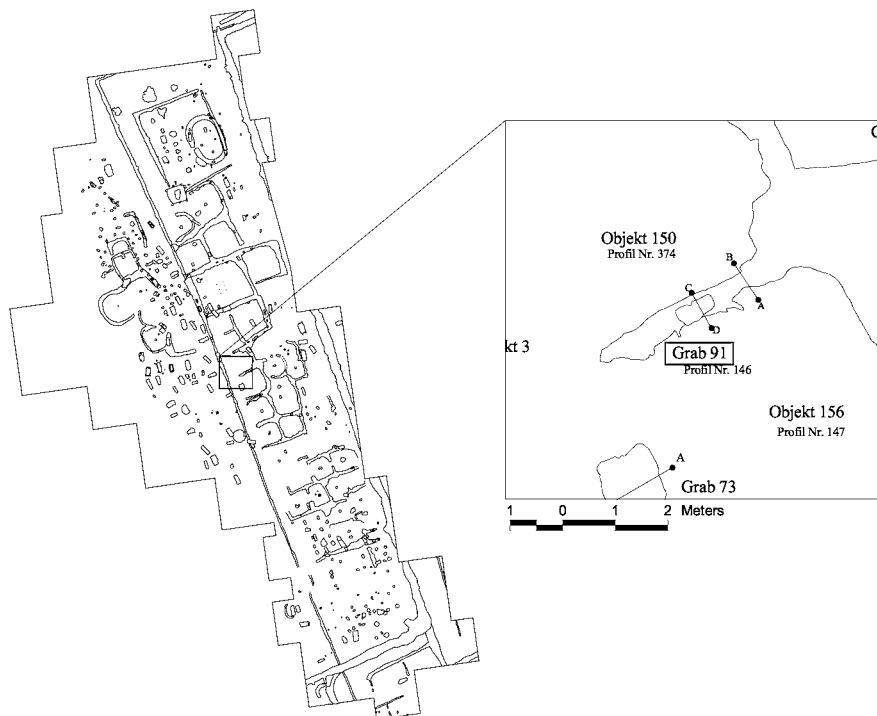 C
Objekt 150
Profil Nr. 374
B
C
A
D
kt 3
Grab 91
Profil Nr. 146
Objekt 156
Profil Nr. 147
A
Grab 73
1 0 1 2 Meters